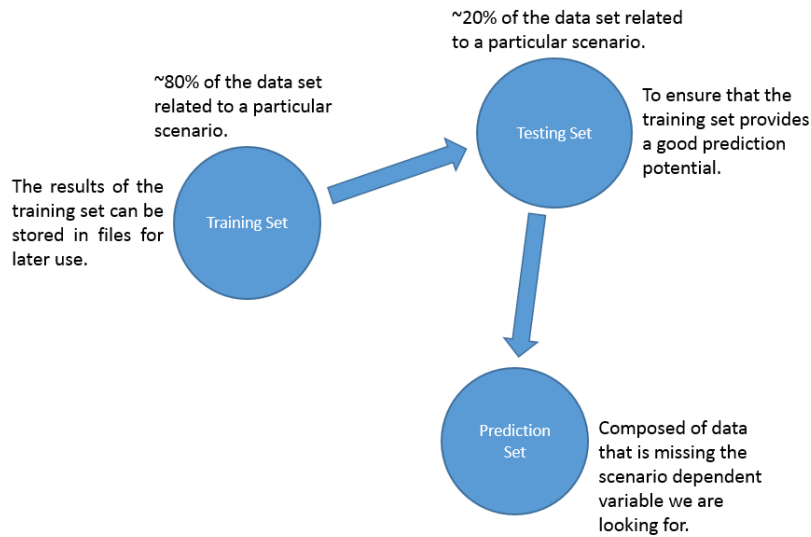 ~80% of the data set
related to a particular
scenario.
The results of the
training set can be
stored in files for
later use.
Training Set
~20% of the data set related
to a particular scenario.
Testing Set
To ensure that the
training set provides
a good prediction
potential.
Prediction
Set
Composed of data
that is missing the
scenario dependent
variable we are
looking for.